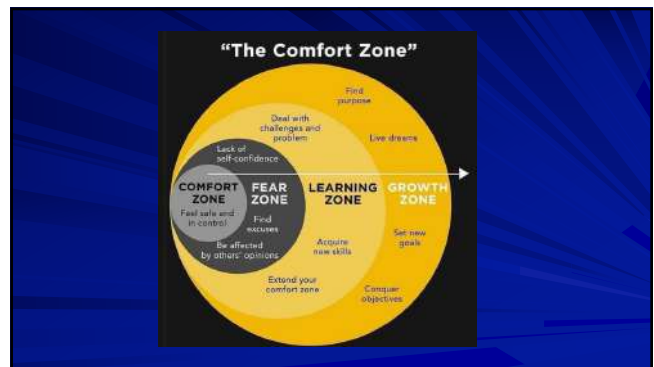 “The Comfort Zone”
Find
purpose
Deal with
challenges and
problem
Live dreams
Lack of
self-confidence
COMFORT
ZONE
Feel safe and
in control
FEAR
ZONE
Find
excuses
Be affected
by others' opinions
LEARNING
ZONE
Acquire
new skills
Extend your
comfort zone
GROWTH
ZONE
Set new
goals
Conquer
objectives